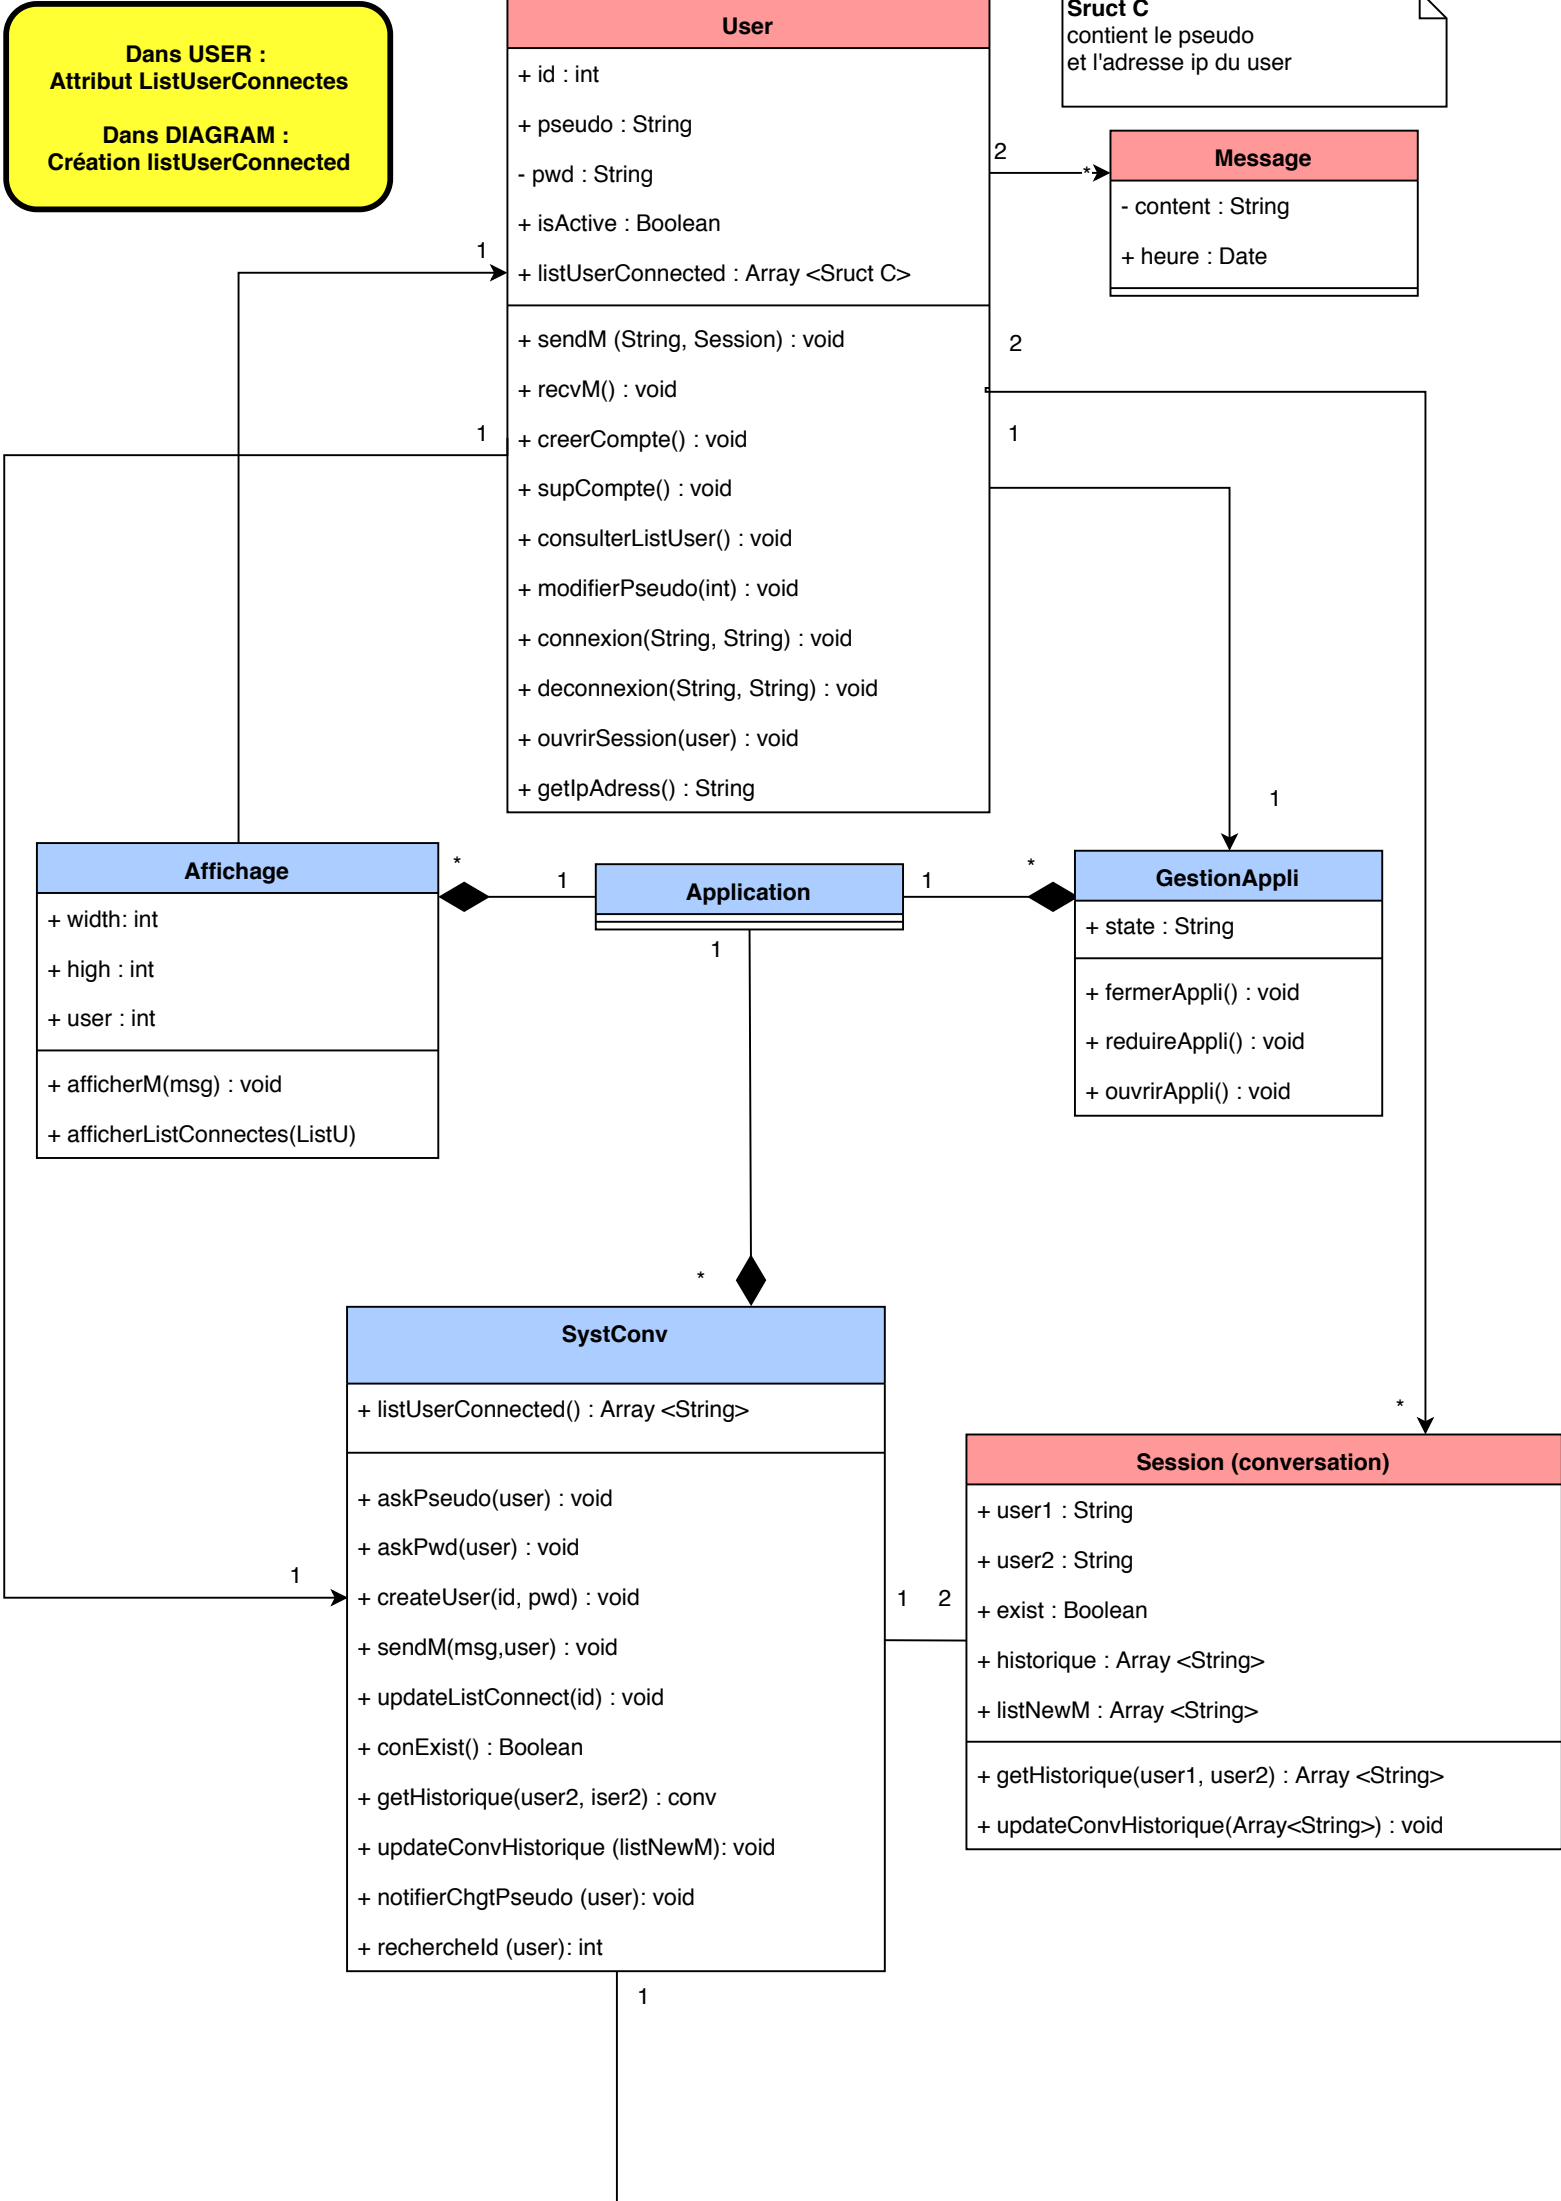 Dans USER :
Attribut ListUserConnectes
Dans DIAGRAM :
Création listUserConnected
User
+ id : int
+ pseudo : String
- pwd : String
+ isActive : Boolean
+ listUserConnected : Array <Sruct C>
+ sendM (String, Session) : void
+ recvM() : void
+ creerCompte() : void
+ supCompte() : void
+ consulterListUser() : void
+ modifierPseudo(int) : void
+ connexion(String, String) : void
+ deconnexion(String, String) : void
+ ouvrirSession(user) : void
+ getIpAdress() : String
Sruct C
contient le pseudo
et l'adresse ip du user
2
*
Message
- content : String
+ heure : Date
1
2
1
1
1
Affichage
+ width: int
+ high : int
+ user : int
+ afficherM(msg) : void
+ afficherListConnectes(ListU)
*
1
Application
1
*
1
GestionAppli
+ state : String
+ fermerAppli() : void
+ reduireAppli() : void
+ ouvrirAppli() : void
*
SystConv
+ listUserConnected() : Array <String>
+ askPseudo(user) : void
+ askPwd(user) : void
+ createUser(id, pwd) : void
+ sendM(msg,user) : void
+ updateListConnect(id) : void
+ conExist() : Boolean
+ getHistorique(user2, iser2) : conv
+ updateConvHistorique (listNewM): void
+ notifierChgtPseudo (user): void
+ rechercheId (user): int
1
1
2
*
Session (conversation)
+ user1 : String
+ user2 : String
+ exist : Boolean
+ historique : Array <String>
+ listNewM : Array <String>
+ getHistorique(user1, user2) : Array <String>
+ updateConvHistorique(Array<String>) : void
1